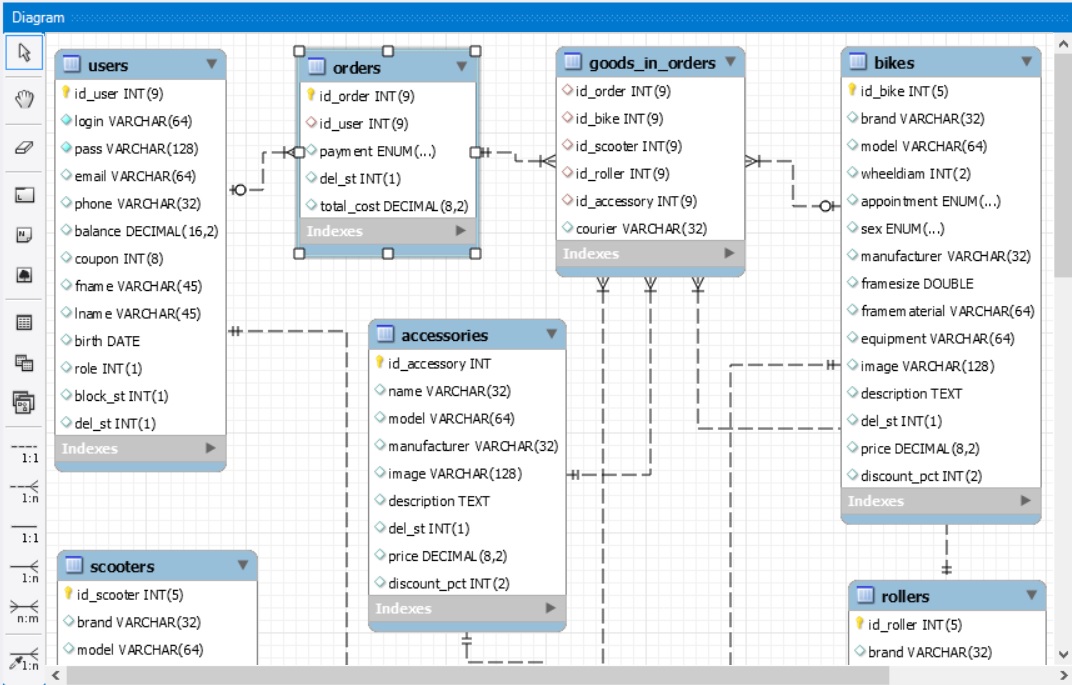 Diagram
users
id_user INT(9)
login VARCHAR(64)
pass VARCHAR(128)
email VARCHAR(64)
phone VARCHAR(32)
balance DECIMAL(16,2)
coupon INT(8)
fname VARCHAR(45)
lname VARCHAR(45)
birth DATE
role INT(1)
block_st INT(1)
del_st INT(1)
Indexes
orders
id_order INT(9)
id_user INT(9)
payment ENUM(...)
del_st INT(1)
total_cost DECIMAL(8,2)
Indexes
goods_in_orders
id_order INT(9)
id_bike INT(9)
id_scooter INT(9)
id_roller INT(9)
id_accessory INT(9)
courier VARCHAR(32)
Indexes
bikes
id_bike INT(5)
brand VARCHAR(32)
model VARCHAR(64)
wheeldiam INT(2)
appointment ENUM(...)
sex ENUM(...)
manufacturer VARCHAR(32)
framesize DOUBLE
framematerial VARCHAR(64)
equipment VARCHAR(64)
image VARCHAR(128)
description TEXT
del_st INT(1)
price DECIMAL(8,2)
discount_pct INT(2)
Indexes
accessories
id_accessory INT
name VARCHAR(32)
model VARCHAR(64)
manufacturer VARCHAR(32)
image VARCHAR(128)
description TEXT
del_st INT(1)
price DECIMAL(8,2)
discount_pct INT(2)
Indexes
scooters
id_scooter INT(5)
brand VARCHAR(32)
model VARCHAR(64)
rollers
id_roller INT(5)
brand VARCHAR(32)
1:1
1:n
1:1
1:n
n:m
1:n